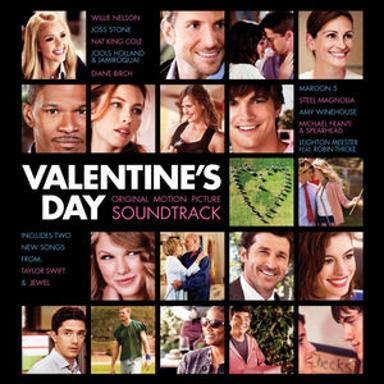 WILLIE NELSON
JOSS STONE
NAT KING COLE
JOOLS HOLLAND
& JAMIROQUAI
DIANE BIRCH
MAROON 5
STEEL MAGNOLIA
AMY WINEHOUSE
MICHAEL FRANTI
& SPEARHEAD
LEIGHTON MEESTER
FEAT. ROBIN THICKE
VALENTINE'S
DAY
ORIGINAL MOTION PICTURE
SOUNDTRACK
INCLUDES TWO
NEW SONGS
FROM
TAYLOR SWIFT
& JEWEL